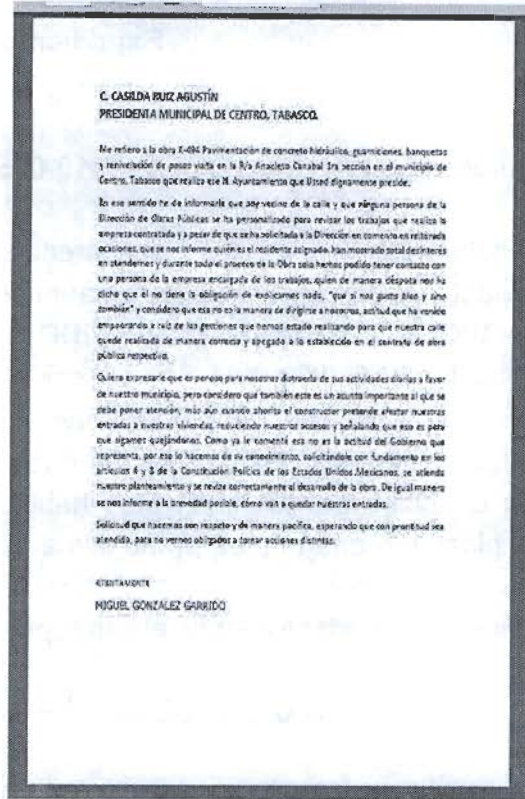 C. CASILDA RUIZ AGUSTÍN
PRESIDENTA MUNICIPAL DE CENTRO, TABASCO.
Me refiero a la obra K-494 Pavimentación de concreto hidráulico, guarniciones, banquetas
y renivelación de pozos visita en la R/a Anacleto Canabal 1ra sección en el municipio de
Centro, Tabasco que realiza ese H. Ayuntamiento que Usted dignamente preside.
En ese sentido he de informarle que soy vecino de la calle y que ninguna persona de la
Dirección de Obras Públicas se ha personalizado para revisar los trabajos que realiza la
empresa contratada y a pesar de que se ha solicitado a la Dirección en comento en reiterada
ocasiones, que se nos informe quién es el residente asignado. Han mostrado total desinterés
en atendernos y durante todo el proceso de la Obra solo hemos podido tener contacto con
una persona de la empresa encargada de los trabajos, quien de manera déspota nos ha
dicho que él no tiene la obligación de explicarnos nada, "que si nos gusta bien y sino
también" y considero que esa no es la manera de dirigirse a nosotros, actitud que ha venido
empeorando a raíz de las gestiones que hemos estado realizando para que nuestra calle
quede realizada de manera correcta y apegado a lo establecido en el contrato de obra
pública respectivo.
Quiero expresarle que es penoso para nosotros distraerla de sus actividades diarias a favor
de nuestro municipio, pero considero que también este es un asunto importante al que se
debe poner atención, más aún cuando ahorita el constructor pretende afectar nuestras
entradas a nuestras viviendas, reduciendo nuestros accesos y señalando que eso es para
que sigamos quejándonos. Como ya le comenté esa no es la actitud del Gobierno que
representa, por eso lo hacemos de su conocimiento, solicitándole con fundamento en los
artículos 6 y 8 de la Constitución Política de los Estados Unidos Mexicanos, se atienda
nuestro planteamiento y se revise correctamente el desarrollo de la obra. De igual manera
se nos informe a la brevedad posible, cómo van a quedar nuestras entradas.
Solicitud que hacemos con respeto y de manera pacífica, esperando que con prontitud sea
atendida, para no vernos obligados a tomar acciones distintas.
ATENTAMENTE
MIGUEL GONZALEZ GARRIDO